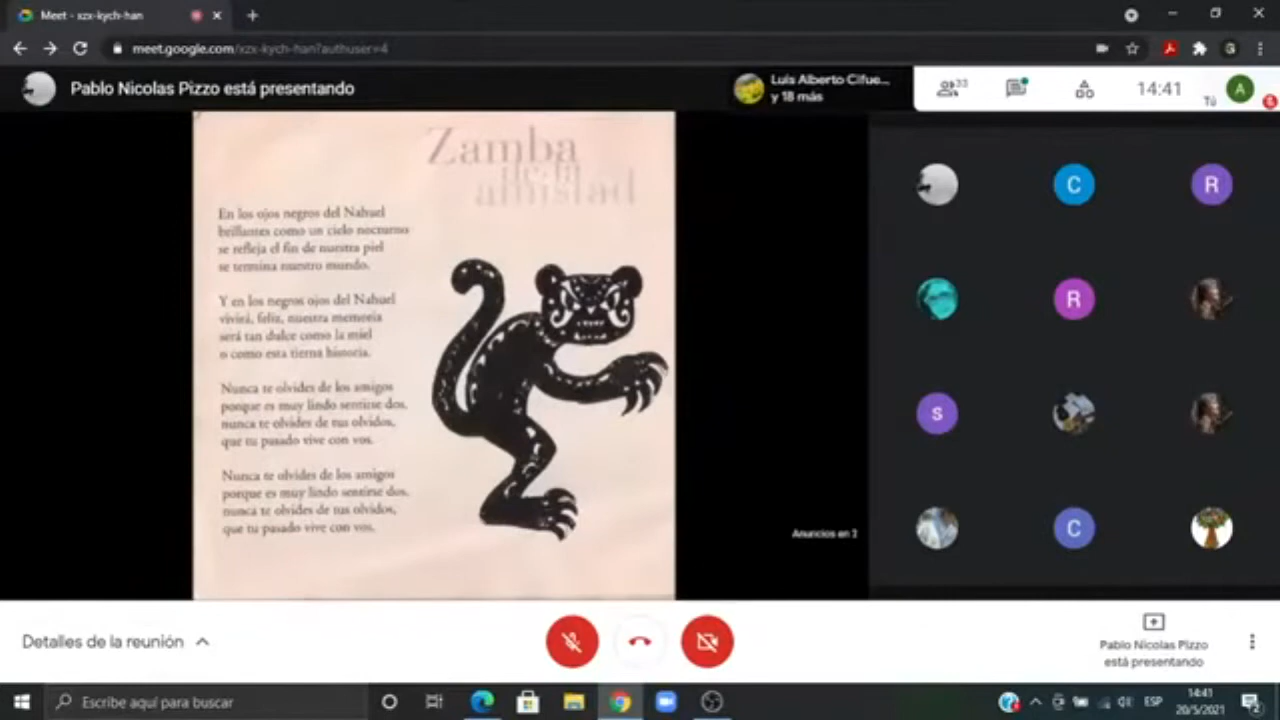 Meet - xzx-kych-han
meet.google.com/xzx-kych-han?authuser=4
G
Pablo Nicolas Pizzo está presentando
Luis Alberto Cifue...
y 18 más
33
14:41
Tú
A
Zamba
de la
amistad
En los ojos negros del Nahuel
brillantes como un cielo nocturno
se refleja el fin de nuestra piel
se termina nuestro mundo.
Y en los negros ojos del Nahuel
vivirá, feliz, nuestra memoria
será tan dulce como la miel
o como esta tierna historia.
Nunca te olvides de los amigos
porque es muy lindo sentirse dos,
nunca te olvides de tus olvidos,
que tu pasado vive con vos.
Nunca te olvides de los amigos
porque es muy lindo sentirse dos,
nunca te olvides de tus olvidos,
que tu pasado vive con vos.
Anuncios en 2
C
R
R
S
C
Detalles de la reunión
Pablo Nicolas Pizzo
está presentando
Escribe aquí para buscar
ESP
14:41
20/5/2021